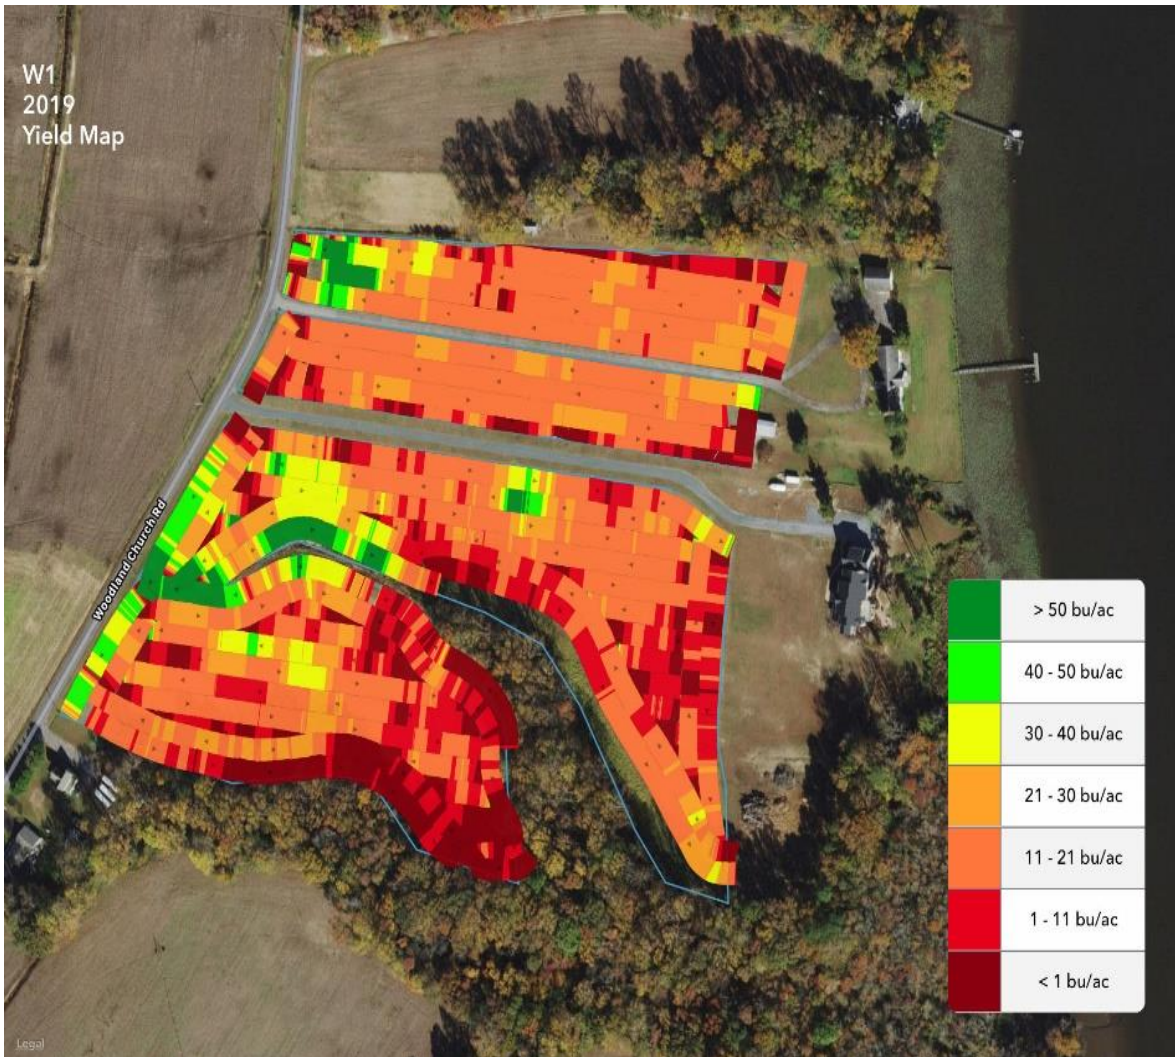 W1
2019
Yield Map
Woodland Church Rd
> 50 bu/ac
40 - 50 bu/ac
30 - 40 bu/ac
21 - 30 bu/ac
11 - 21 bu/ac
1 - 11 bu/ac
< 1 bu/ac
Legal